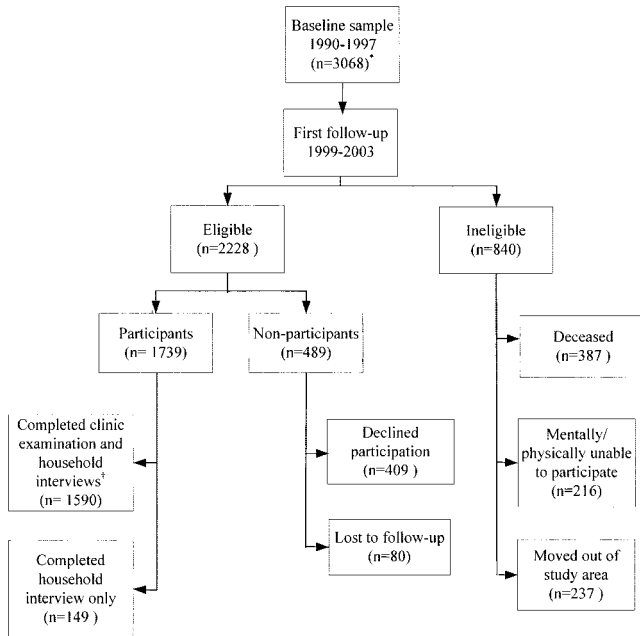 Baseline sample
1990-1997
(n=3068)*
First follow-up
1999-2003
Eligible
(n=2228 )
Ineligible
(n=840)
Participants
(n= 1739)
Non-participants
(n=489)
Deceased
(n=387 )
Completed clinic
examination and
household
interviews†
(n= 1590)
Declined
participation
(n=409 )
Mentally/
physically unable
to participate
(n=216)
Completed
household
interview only
(n=149 )
Lost to follow-up
(n=80)
Moved out of
study area
(n=237 )